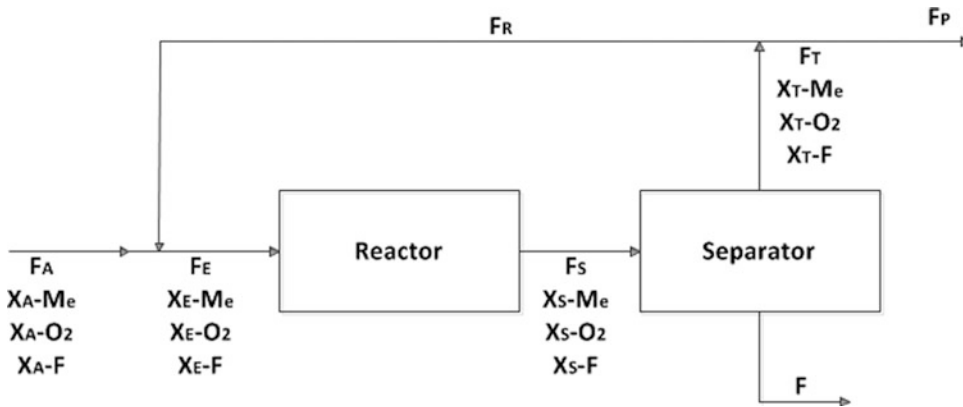 FR
FP
FT
XT-Me
XT-O2
XT-F
Reactor
Separator
FA
XA-Me
XA-O2
XA-F
FE
XE-Me
XE-O2
XE-F
FS
XS-Me
XS-O2
XS-F
F